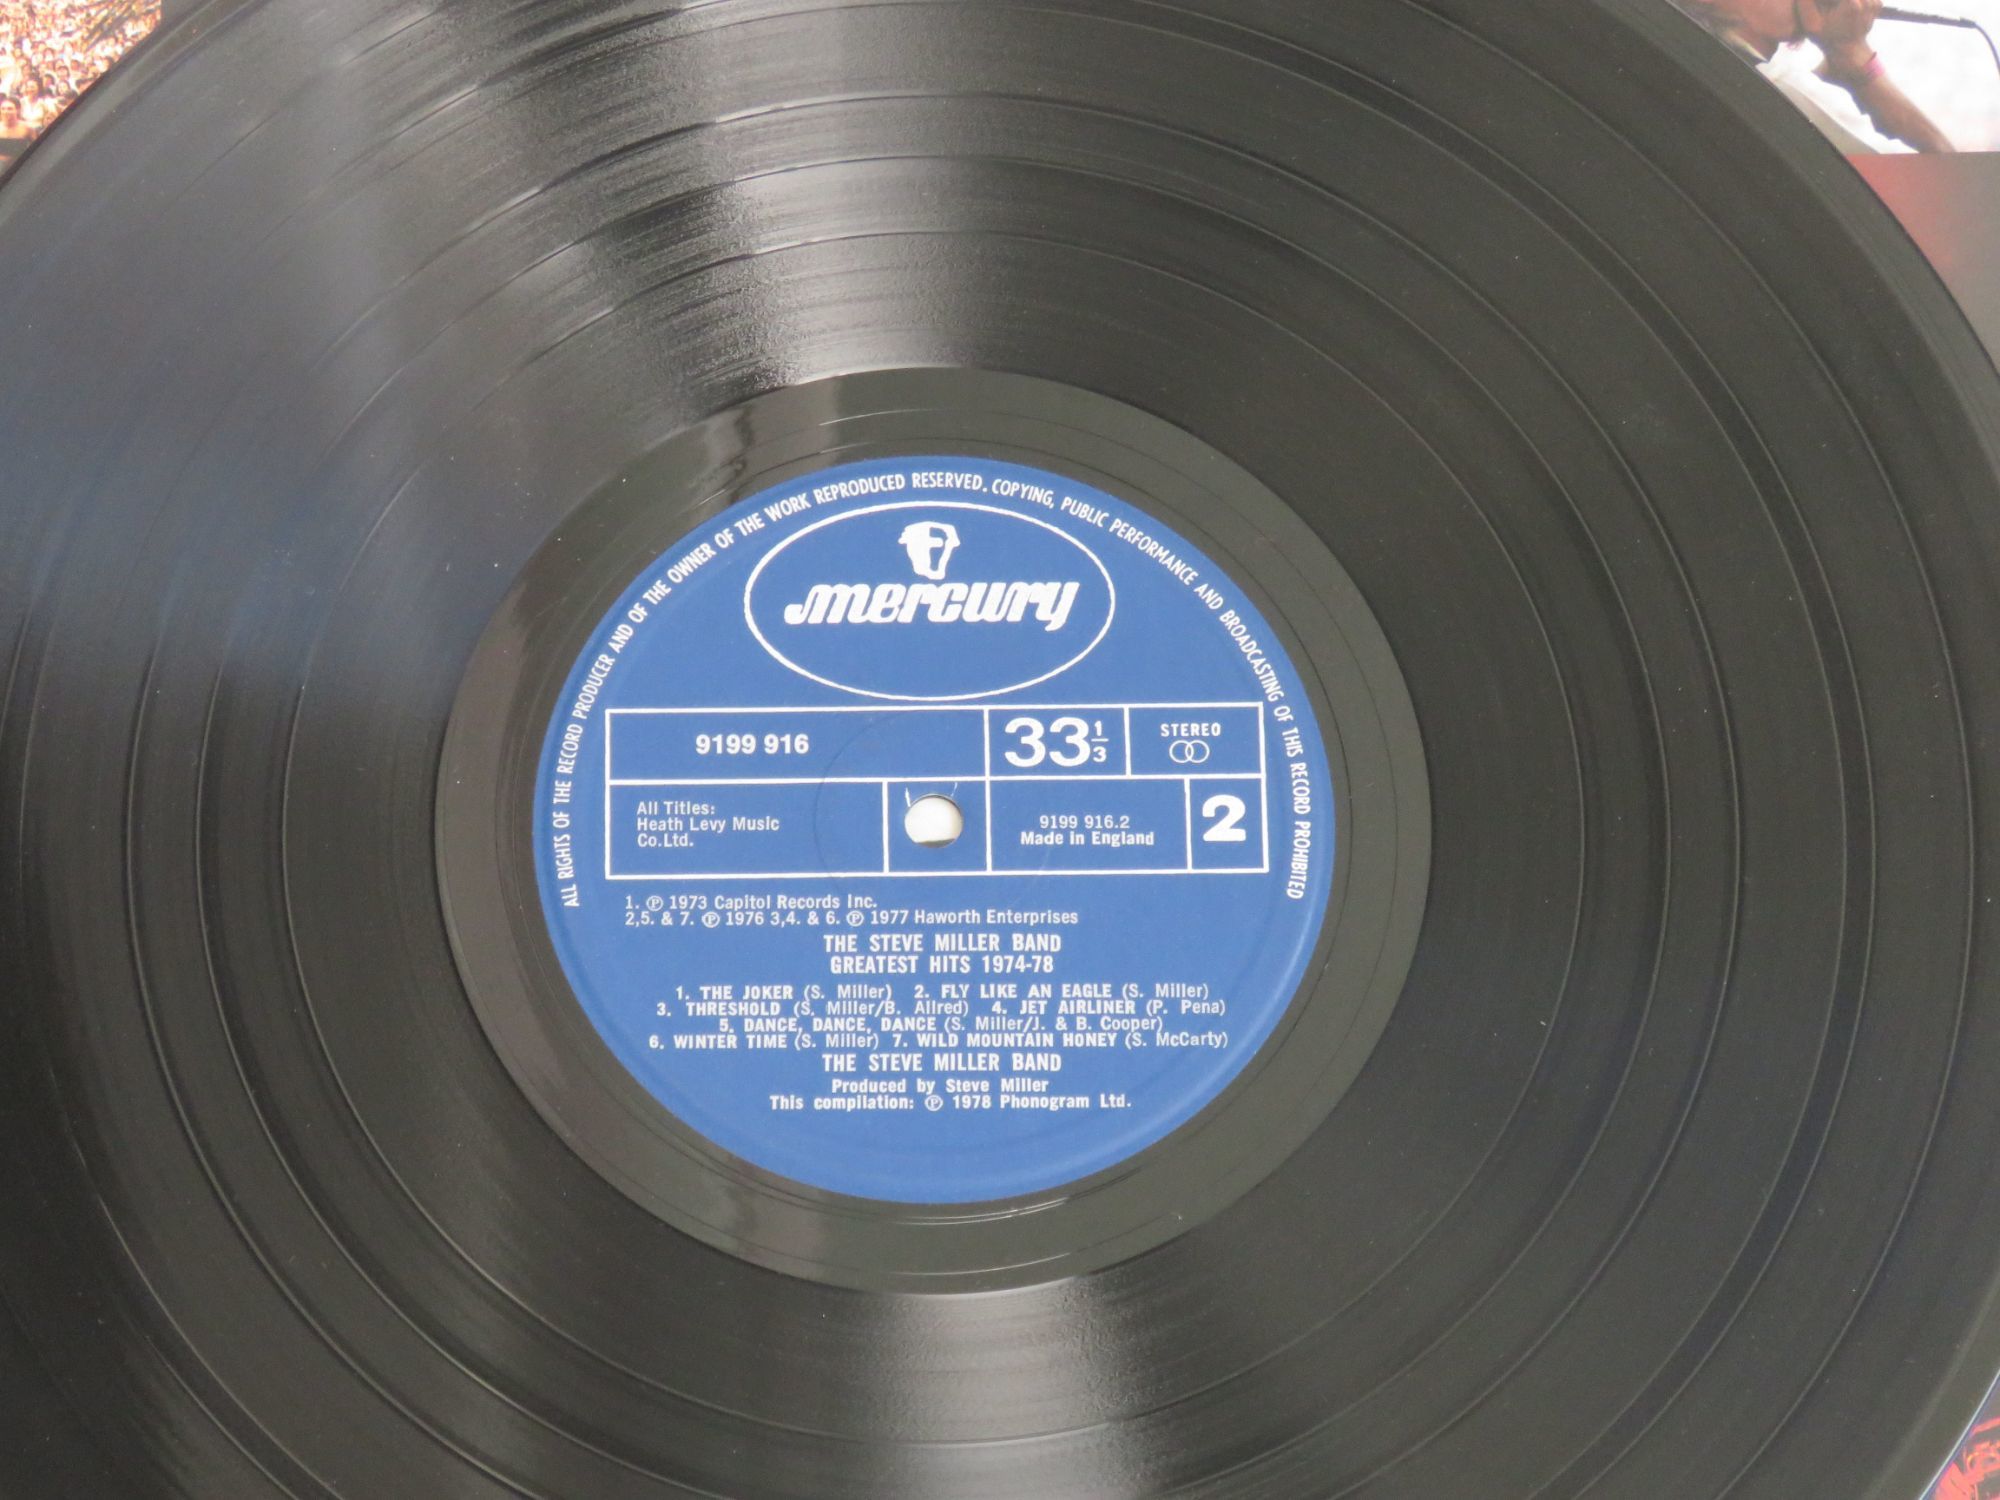 ALL RIGHTS OF THE RECORD PRODUCER AND OF THE OWNER OF THE WORK REPRODUCED RESERVED. COPYING, PUBLIC PERFORMANCE AND BROADCASTING OF THIS RECORD PROHIBITED
mercury
9199 916
33 1/3
STEREO
All Titles:
Heath Levy Music
Co.Ltd.
9199 916.2
Made in England
2
1. ℗ 1973 Capitol Records Inc.
2,5. & 7. ℗ 1976 3,4. & 6. ℗ 1977 Haworth Enterprises
THE STEVE MILLER BAND
GREATEST HITS 1974-78
1. THE JOKER (S. Miller) 2. FLY LIKE AN EAGLE (S. Miller)
3. THRESHOLD (S. Miller/B. Allred) 4. JET AIRLINER (P. Pena)
5. DANCE, DANCE, DANCE (S. Miller/J. & B. Cooper)
6. WINTER TIME (S. Miller) 7. WILD MOUNTAIN HONEY (S. McCarty)
THE STEVE MILLER BAND
Produced by Steve Miller
This compilation: ℗ 1978 Phonogram Ltd.